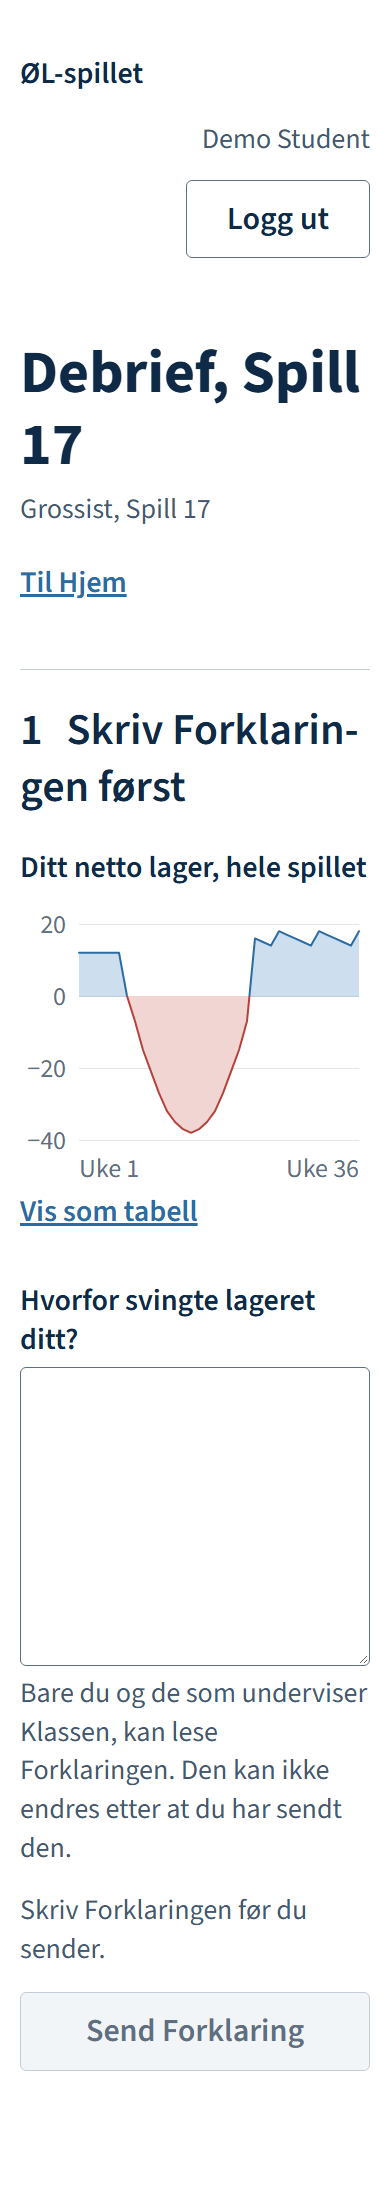 ØL-spillet
Demo Student
Logg ut
Debrief, Spill
17
Grossist, Spill 17
Til Hjem
1 Skriv Forklarin-
gen først
Ditt netto lager, hele spillet
20
0
−20
−40
Uke 1 Uke 36
Vis som tabell
Hvorfor svingte lageret
ditt?
Bare du og de som underviser
Klassen, kan lese
Forklaringen. Den kan ikke
endres etter at du har sendt
den.
Skriv Forklaringen før du
sender.
Send Forklaring